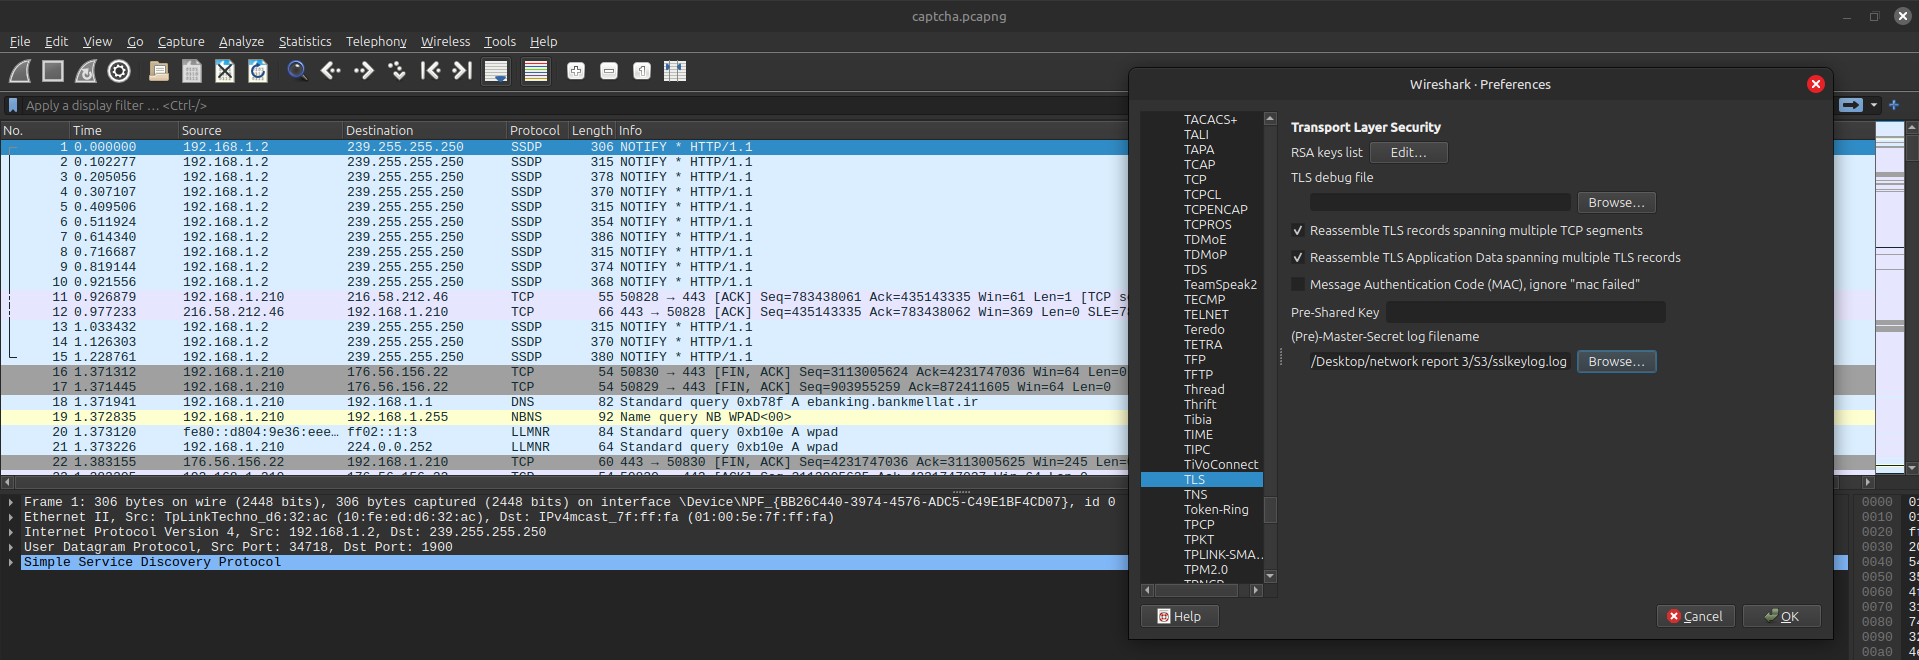 captcha.pcapng
File Edit View Go Capture Analyze Statistics Telephony Wireless Tools Help
Apply a display filter … <Ctrl-/>
No. Time Source Destination Protocol Length Info
1 0.000000 192.168.1.2 239.255.255.250 SSDP 306 NOTIFY * HTTP/1.1
2 0.102277 192.168.1.2 239.255.255.250 SSDP 315 NOTIFY * HTTP/1.1
3 0.205056 192.168.1.2 239.255.255.250 SSDP 378 NOTIFY * HTTP/1.1
4 0.307107 192.168.1.2 239.255.255.250 SSDP 370 NOTIFY * HTTP/1.1
5 0.409506 192.168.1.2 239.255.255.250 SSDP 315 NOTIFY * HTTP/1.1
6 0.511924 192.168.1.2 239.255.255.250 SSDP 354 NOTIFY * HTTP/1.1
7 0.614340 192.168.1.2 239.255.255.250 SSDP 386 NOTIFY * HTTP/1.1
8 0.716687 192.168.1.2 239.255.255.250 SSDP 315 NOTIFY * HTTP/1.1
9 0.819144 192.168.1.2 239.255.255.250 SSDP 374 NOTIFY * HTTP/1.1
10 0.921556 192.168.1.2 239.255.255.250 SSDP 368 NOTIFY * HTTP/1.1
11 0.926879 192.168.1.210 216.58.212.46 TCP 55 50828 → 443 [ACK] Seq=783438061 Ack=435143335 Win=61 Len=1 [TCP s
12 0.977233 216.58.212.46 192.168.1.210 TCP 66 443 → 50828 [ACK] Seq=435143335 Ack=783438062 Win=369 Len=0 SLE=7
13 1.033432 192.168.1.2 239.255.255.250 SSDP 315 NOTIFY * HTTP/1.1
14 1.126303 192.168.1.2 239.255.255.250 SSDP 370 NOTIFY * HTTP/1.1
15 1.228761 192.168.1.2 239.255.255.250 SSDP 380 NOTIFY * HTTP/1.1
16 1.371312 192.168.1.210 176.56.156.22 TCP 54 50830 → 443 [FIN, ACK] Seq=3113005624 Ack=4231747036 Win=64 Len=0
17 1.371445 192.168.1.210 176.56.156.22 TCP 54 50829 → 443 [FIN, ACK] Seq=903955259 Ack=872411605 Win=64 Len=0
18 1.371941 192.168.1.210 192.168.1.1 DNS 82 Standard query 0xb78f A ebanking.bankmellat.ir
19 1.372835 192.168.1.210 192.168.1.255 NBNS 92 Name query NB WPAD<00>
20 1.373120 fe80::d804:9e36:eee… ff02::1:3 LLMNR 84 Standard query 0xb10e A wpad
21 1.373226 192.168.1.210 224.0.0.252 LLMNR 64 Standard query 0xb10e A wpad
22 1.383155 176.56.156.22 192.168.1.210 TCP 60 443 → 50830 [FIN, ACK] Seq=4231747036 Ack=3113005625 Win=245 Len=
Frame 1: 306 bytes on wire (2448 bits), 306 bytes captured (2448 bits) on interface \Device\NPF_{BB26C440-3974-4576-ADC5-C49E1BF4CD07}, id 0
Ethernet II, Src: TpLinkTechno_d6:32:ac (10:fe:ed:d6:32:ac), Dst: IPv4mcast_7f:ff:fa (01:00:5e:7f:ff:fa)
Internet Protocol Version 4, Src: 192.168.1.2, Dst: 239.255.255.250
User Datagram Protocol, Src Port: 34718, Dst Port: 1900
Simple Service Discovery Protocol
Wireshark · Preferences
TACACS+
TALI
TAPA
TCAP
TCP
TCPCL
TCPENCAP
TCPROS
TDMoE
TDMoP
TDS
TeamSpeak2
TECMP
TELNET
Teredo
TETRA
TFP
TFTP
Thread
Thrift
Tibia
TIME
TIPC
TiVoConnect
TLS
TNS
Token-Ring
TPCP
TPKT
TPLINK-SMA…
TPM2.0
Transport Layer Security
RSA keys list Edit…
TLS debug file
Browse…
Reassemble TLS records spanning multiple TCP segments
Reassemble TLS Application Data spanning multiple TLS records
Message Authentication Code (MAC), ignore "mac failed"
Pre-Shared Key
(Pre)-Master-Secret log filename
/Desktop/network report 3/S3/sslkeylog.log Browse…
Help Cancel OK
0000 01
0010 01
0020 ff
0030 20
0040 54
0050 35
0060 4f
0070 31
0080 74
0090 32
00a0 4e